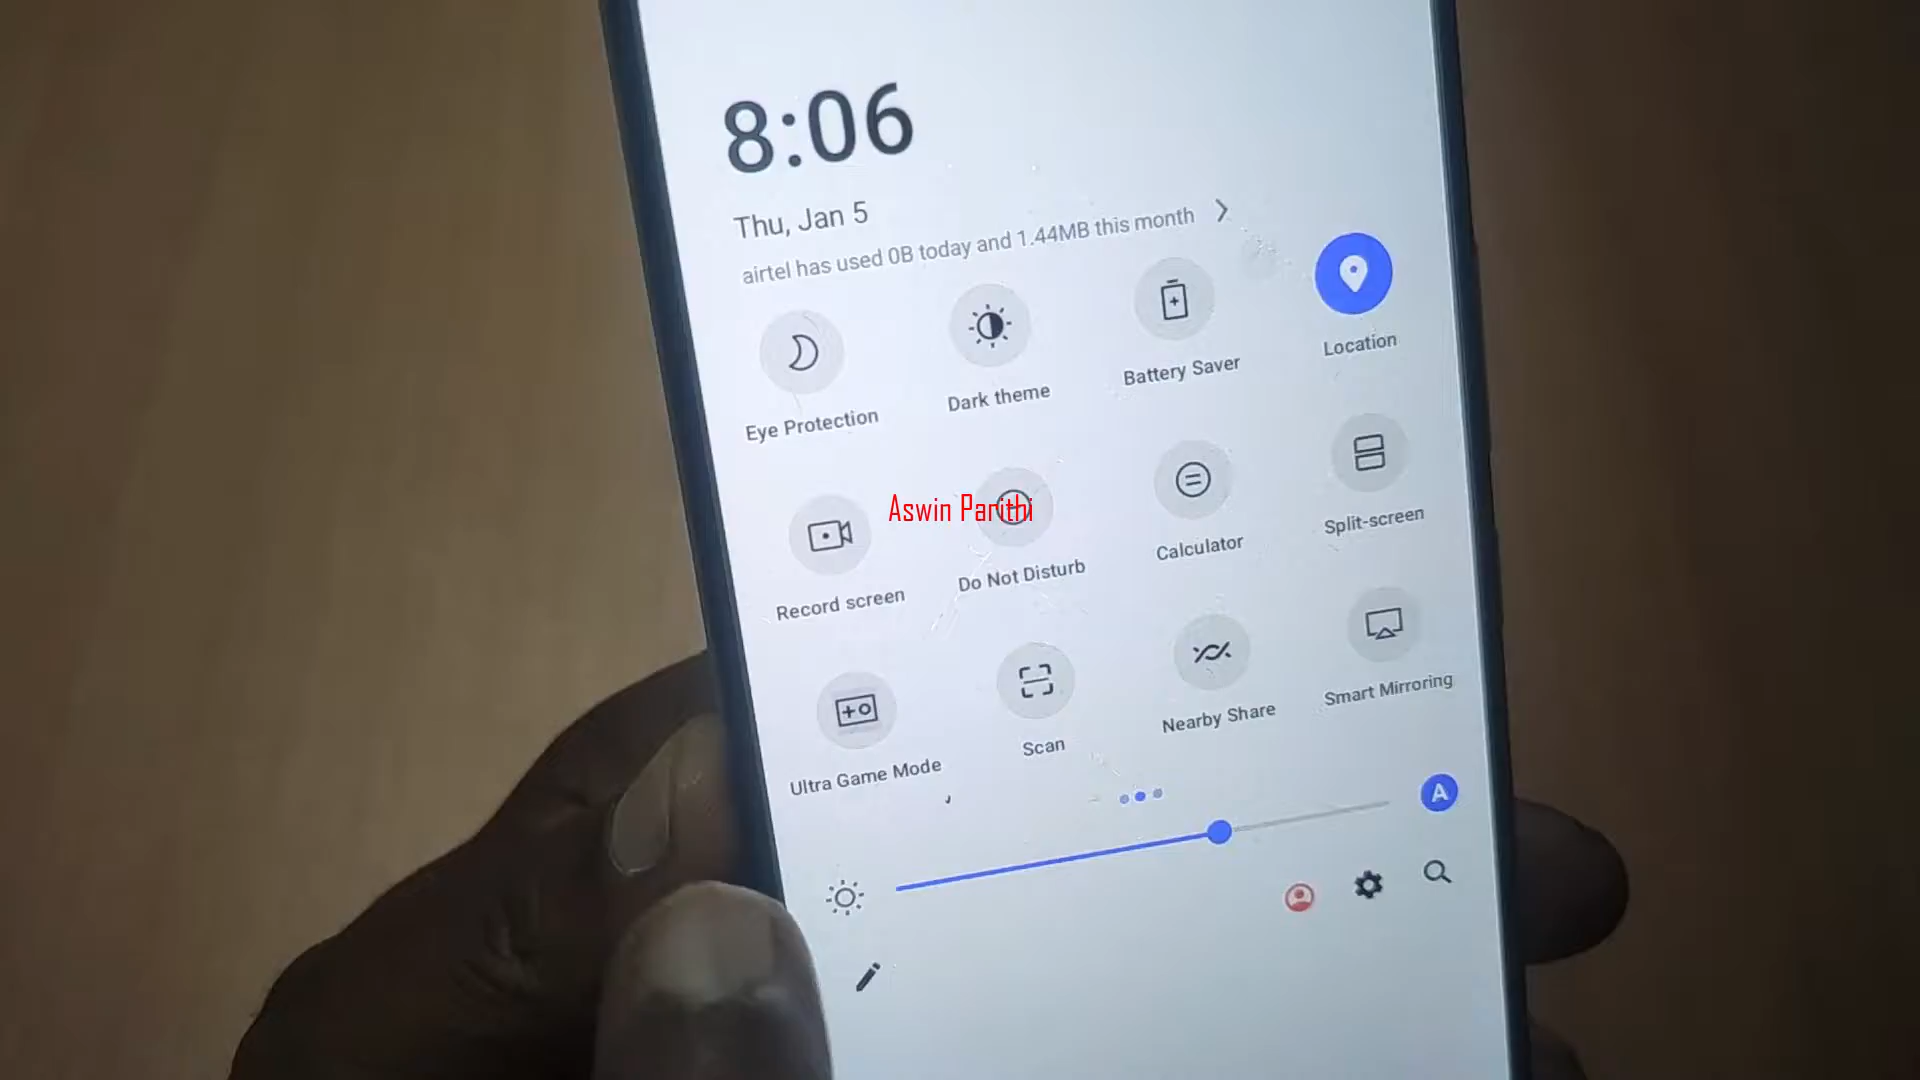 8:06
Thu, Jan 5
airtel has used 0B today and 1.44MB this month
Eye Protection
Dark theme
Battery Saver
Location
Aswin Parithi
Record screen
Do Not Disturb
Calculator
Split-screen
Ultra Game Mode
Scan
Nearby Share
Smart Mirroring
A